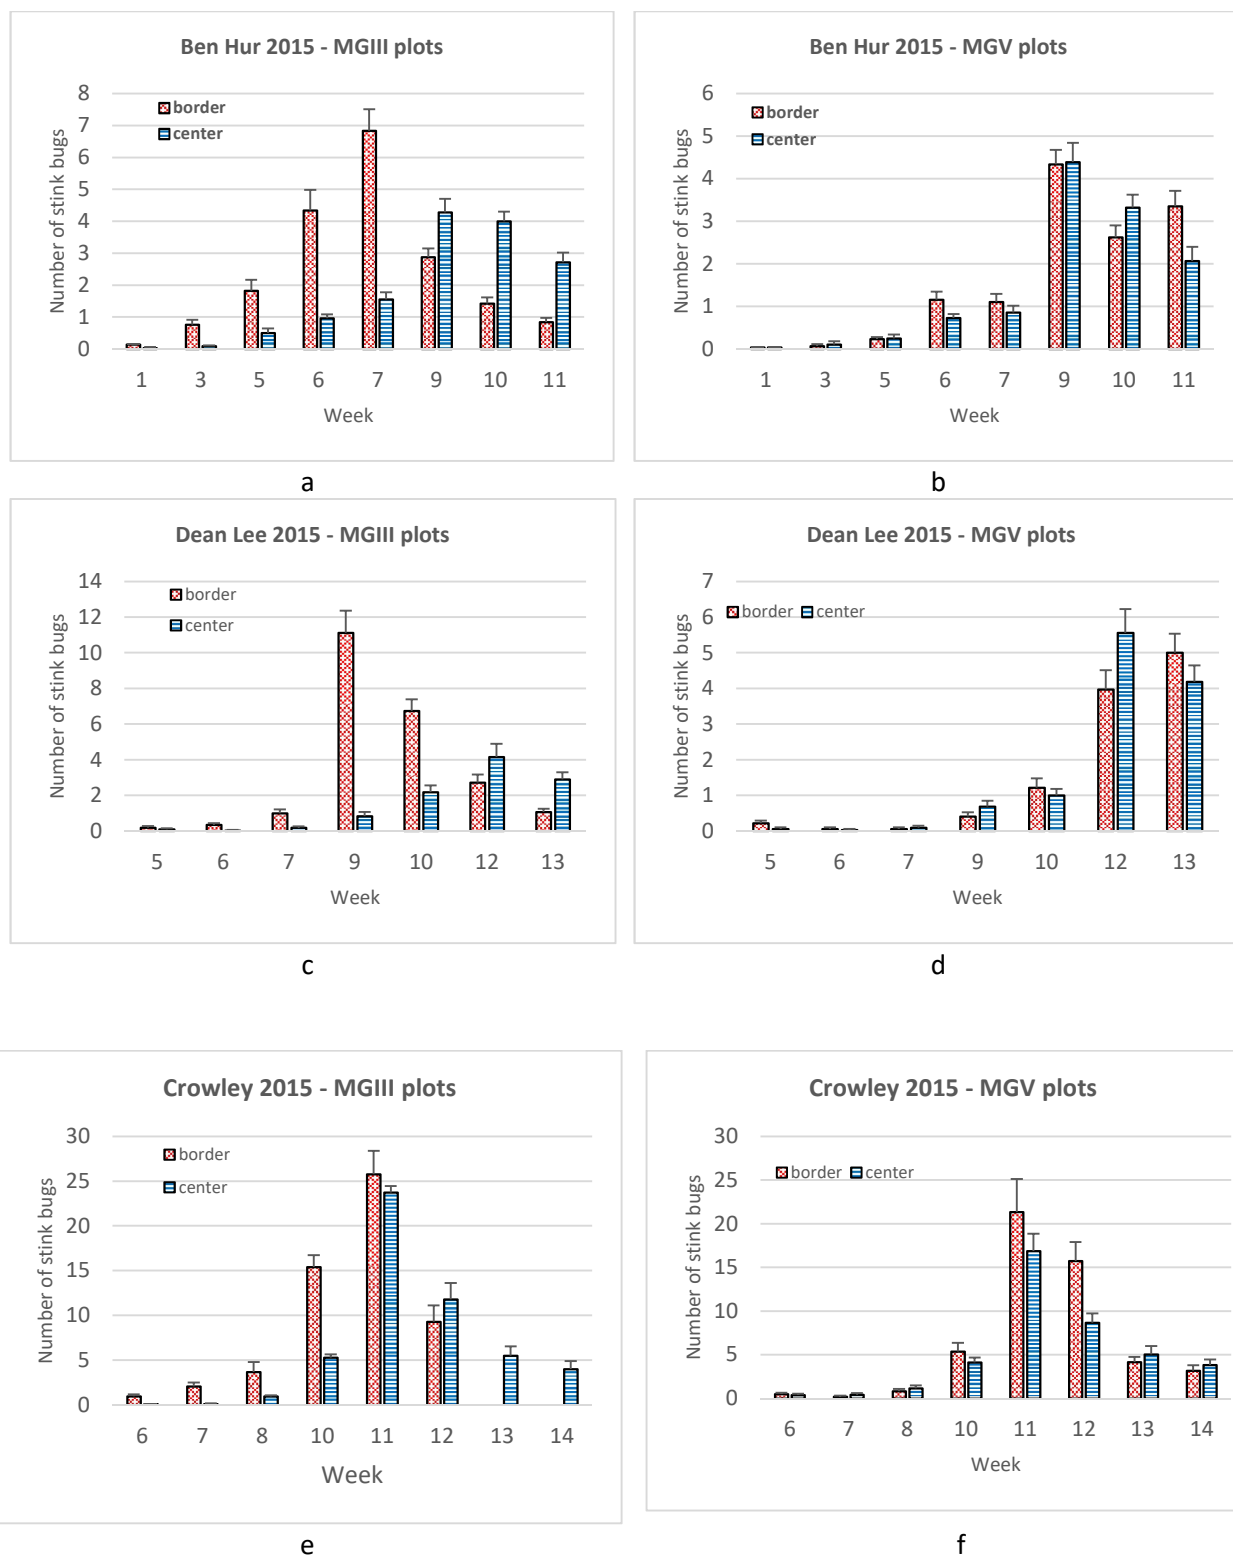 Ben Hur 2015 - MGIII plots
Number of stink bugs
8
7
6
5
4
3
2
1
0
border
center
1 3 5 6 7 9 10 11
Week
a
Ben Hur 2015 - MGV plots
Number of stink bugs
6
5
4
3
2
1
0
border
center
1 3 5 6 7 9 10 11
Week
b
Dean Lee 2015 - MGIII plots
Number of stink bugs
14
12
10
8
6
4
2
0
border
center
5 6 7 9 10 12 13
Week
c
Dean Lee 2015 - MGV plots
Number of stink bugs
7
6
5
4
3
2
1
0
border center
5 6 7 9 10 12 13
Week
d
Crowley 2015 - MGIII plots
Number of stink bugs
30
25
20
15
10
5
0
border
center
6 7 8 10 11 12 13 14
Week
e
Crowley 2015 - MGV plots
Number of stink bugs
30
25
20
15
10
5
0
border center
6 7 8 10 11 12 13 14
Week
f